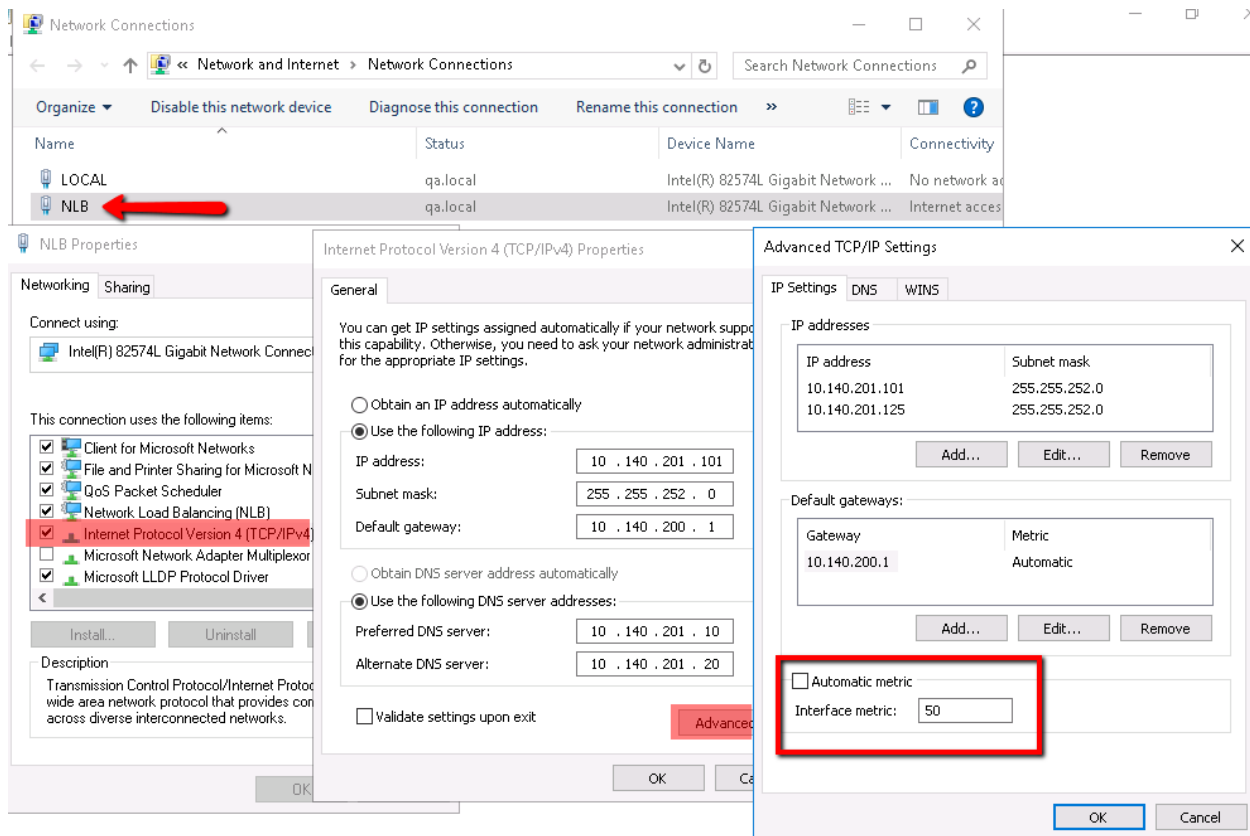 Network Connections
« Network and Internet > Network Connections
Search Network Connections
Organize Disable this network device Diagnose this connection Rename this connection »
Name Status Device Name Connectivity
LOCAL qa.local Intel(R) 82574L Gigabit Network ... No network
NLB qa.local Intel(R) 82574L Gigabit Network ... Internet
NLB Properties
Networking Sharing
Connect using:
Intel(R) 82574L Gigabit Network
This connection uses the following items:
Client for Microsoft Networks
File and Printer Sharing for Microsoft
QoS Packet Scheduler
Network Load Balancing (NLB)
Internet Protocol Version 4 (TCP/IPv4)
Microsoft Network Adapter Multiplexor
Microsoft LLDP Protocol Driver
Install... Uninstall
Description
Transmission Control Protocol/Internet
wide area network protocol that provides
across diverse interconnected networks.
OK
Internet Protocol Version 4 (TCP/IPv4) Properties
General
You can get IP settings assigned automatically if your network
this capability. Otherwise, you need to ask your network
for the appropriate IP settings.
Obtain an IP address automatically
Use the following IP address:
IP address: 10 . 140 . 201 . 101
Subnet mask: 255 . 255 . 252 . 0
Default gateway: 10 . 140 . 200 . 1
Obtain DNS server address automatically
Use the following DNS server addresses:
Preferred DNS server: 10 . 140 . 201 . 10
Alternate DNS server: 10 . 140 . 201 . 20
Validate settings upon exit
Advanced
OK
Advanced TCP/IP Settings
IP Settings DNS WINS
IP addresses
IP address Subnet mask
10.140.201.101 255.255.252.0
10.140.201.125 255.255.252.0
Add... Edit... Remove
Default gateways:
Gateway Metric
10.140.200.1 Automatic
Add... Edit... Remove
Automatic metric
Interface metric: 50
OK Cancel